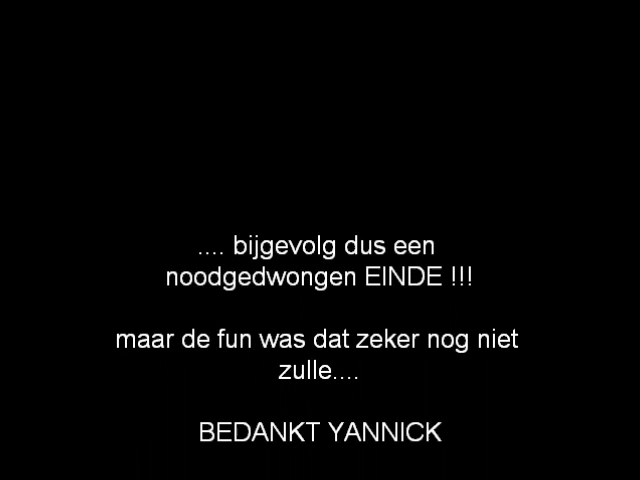 .... bijgevolg dus een
noodgedwongen EINDE !!!
maar de fun was dat zeker nog niet
zulle....
BEDANKT YANNICK